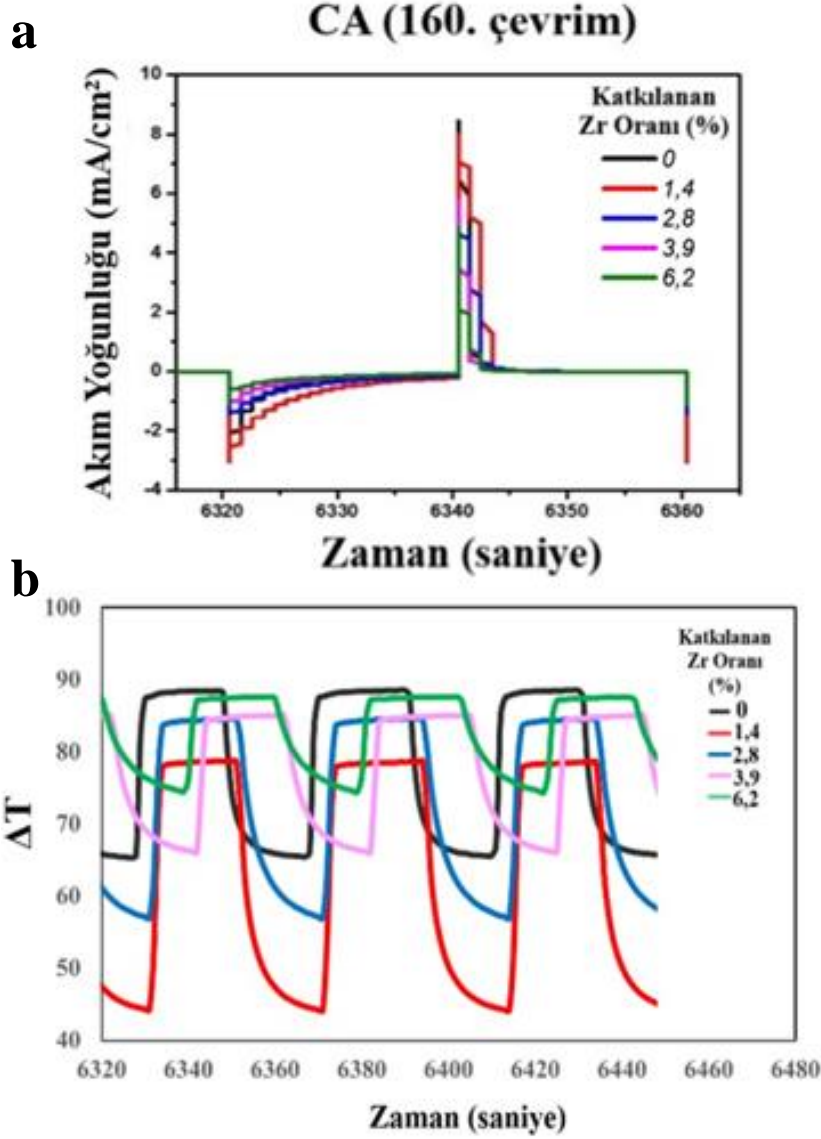 a
CA (160. çevrim)
Akım Yoğunluğu (mA/cm²)
10
8
6
4
2
0
-2
-4
Katkılanan
Zr Oranı (%)
0
1,4
2,8
3,9
6,2
6320 6330 6340 6350 6360
Zaman (saniye)
b
ΔT
100
90
80
70
60
50
40
Katkılanan
Zr Oranı
(%)
0
1,4
2,8
3,9
6,2
6320 6340 6360 6380 6400 6420 6440 6460 6480
Zaman (saniye)